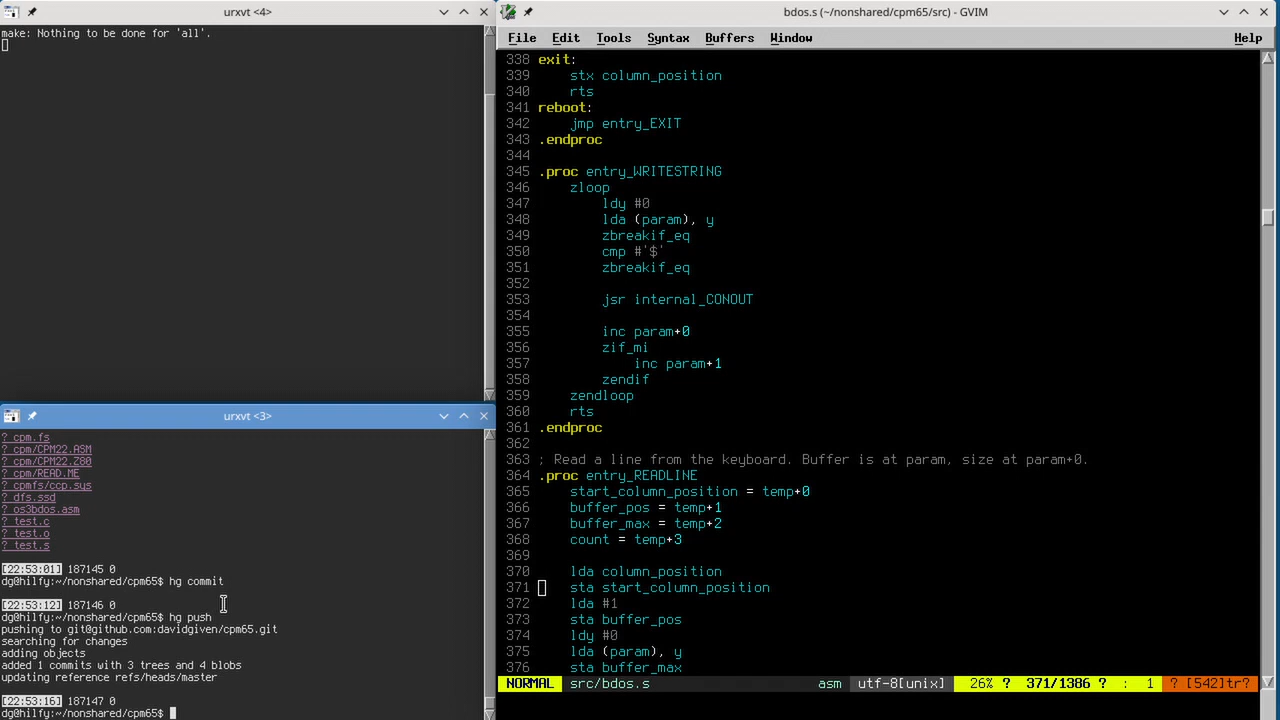 urxvt <4>
make: Nothing to be done for 'all'.
urxvt <3>
? cpm.fs
? cpm/CPM22.ASM
? cpm/CPM22.Z80
? cpm/READ.ME
? cpmfs/ccp.sys
? dfs.ssd
? os3bdos.asm
? test.c
? test.o
? test.s
[22:53:01] 187145 0
dg@hilfy:~/nonshared/cpm65$ hg commit
[22:53:12] 187146 0
dg@hilfy:~/nonshared/cpm65$ hg push
pushing to git@github.com:davidgiven/cpm65.git
searching for changes
adding objects
added 1 commits with 3 trees and 4 blobs
updating reference refs/heads/master
[22:53:16] 187147 0
dg@hilfy:~/nonshared/cpm65$
bdos.s (~/nonshared/cpm65/src) - GVIM
File Edit Tools Syntax Buffers Window Help
338 exit:
339 stx column_position
340 rts
341 reboot:
342 jmp entry_EXIT
343 .endproc
344
345 .proc entry_WRITESTRING
346 zloop
347 ldy #0
348 lda (param), y
349 zbreakif_eq
350 cmp #'$'
351 zbreakif_eq
352
353 jsr internal_CONOUT
354
355 inc param+0
356 zif_mi
357 inc param+1
358 zendif
359 zendloop
360 rts
361 .endproc
362
363 ; Read a line from the keyboard. Buffer is at param, size at param+0.
364 .proc entry_READLINE
365 start_column_position = temp+0
366 buffer_pos = temp+1
367 buffer_max = temp+2
368 count = temp+3
369
370 lda column_position
371 sta start_column_position
372 lda #1
373 sta buffer_pos
374 ldy #0
375 lda (param), y
376 sta buffer_max
NORMAL src/bdos.s asm utf-8[unix] 26% ? 371/1386 ? : 1 ? [542]tr?